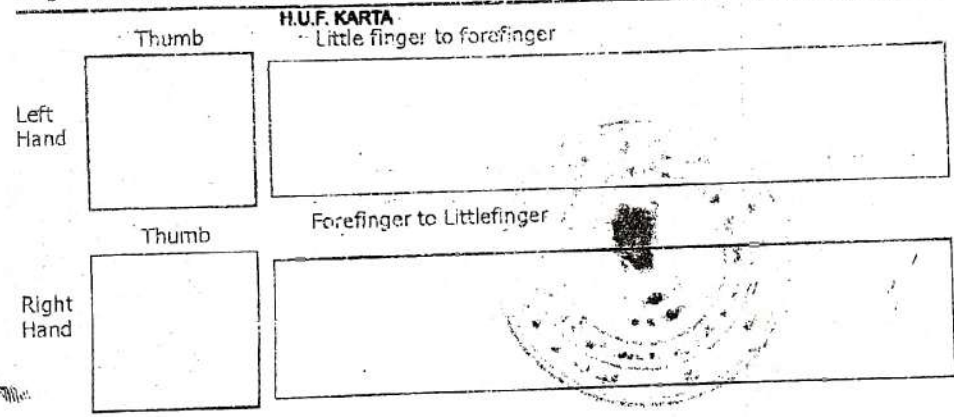 H.U.F. KARTA
Thumb
Little finger to forefinger
Left
Hand
Thumb
Forefinger to Littlefinger
Right
Hand